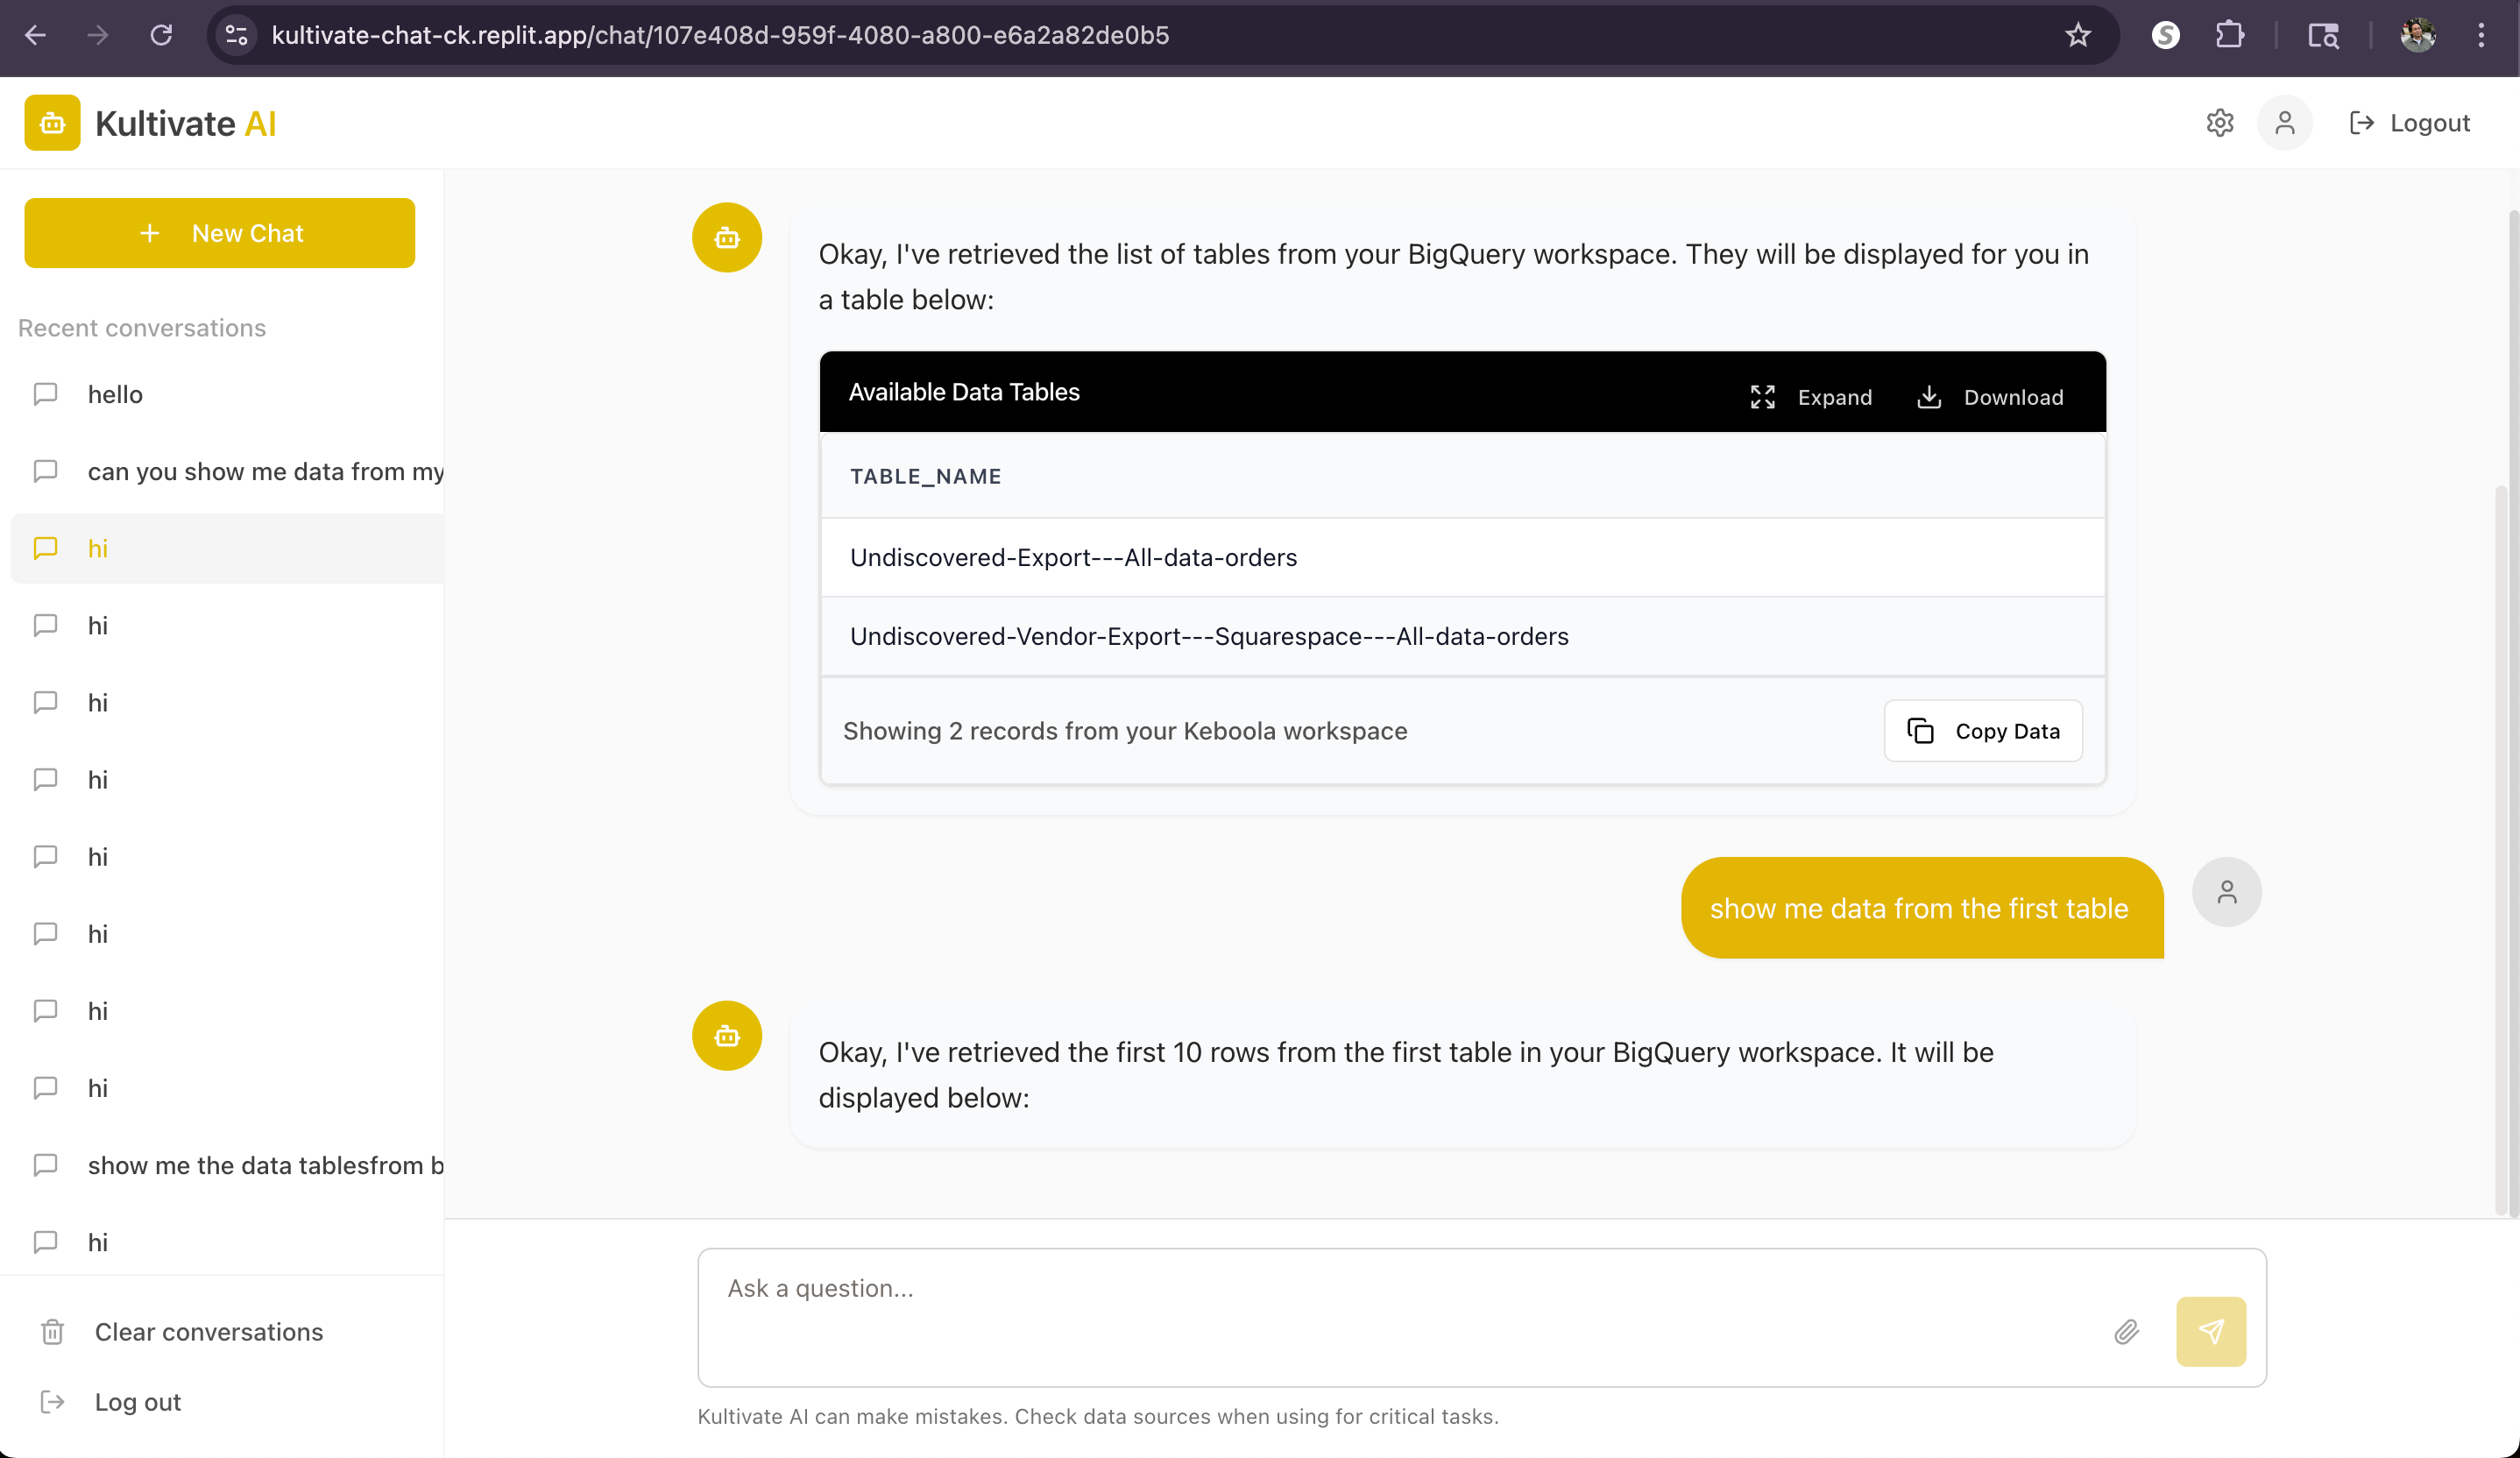 kultivate-chat-ck.replit.app/chat/107e408d-959f-4080-a800-e6a2a82de0b5
Kultivate AI
Logout
New Chat
Recent conversations
hello
can you show me data from my
hi
hi
hi
hi
hi
hi
hi
hi
show me the data tablesfrom b
hi
Clear conversations
Log out
Okay, I've retrieved the list of tables from your BigQuery workspace. They will be displayed for you in
a table below:
Available Data Tables
Expand
Download
TABLE_NAME
Undiscovered-Export---All-data-orders
Undiscovered-Vendor-Export---Squarespace---All-data-orders
Showing 2 records from your Keboola workspace
Copy Data
show me data from the first table
Okay, I've retrieved the first 10 rows from the first table in your BigQuery workspace. It will be
displayed below:
Ask a question...
Kultivate AI can make mistakes. Check data sources when using for critical tasks.